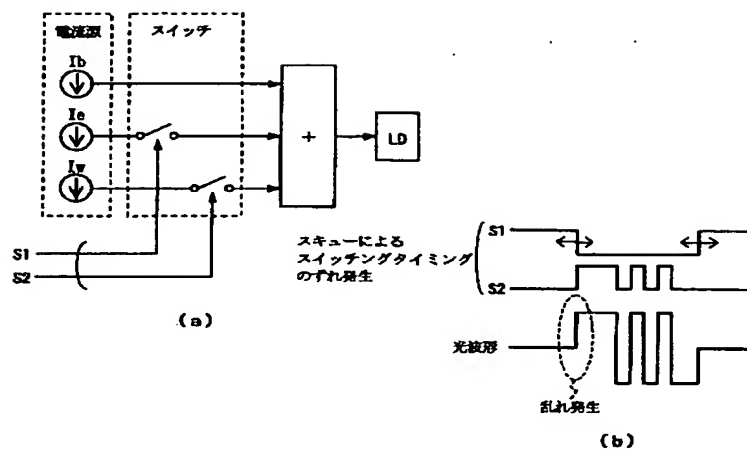 電流源
スイッチ
Ib
Ie
Iw
+
LD
S1
S2
(a)
スキューによる
スイッチングタイミング
のずれ発生
S1
S2
光波形
乱れ発生
(b)